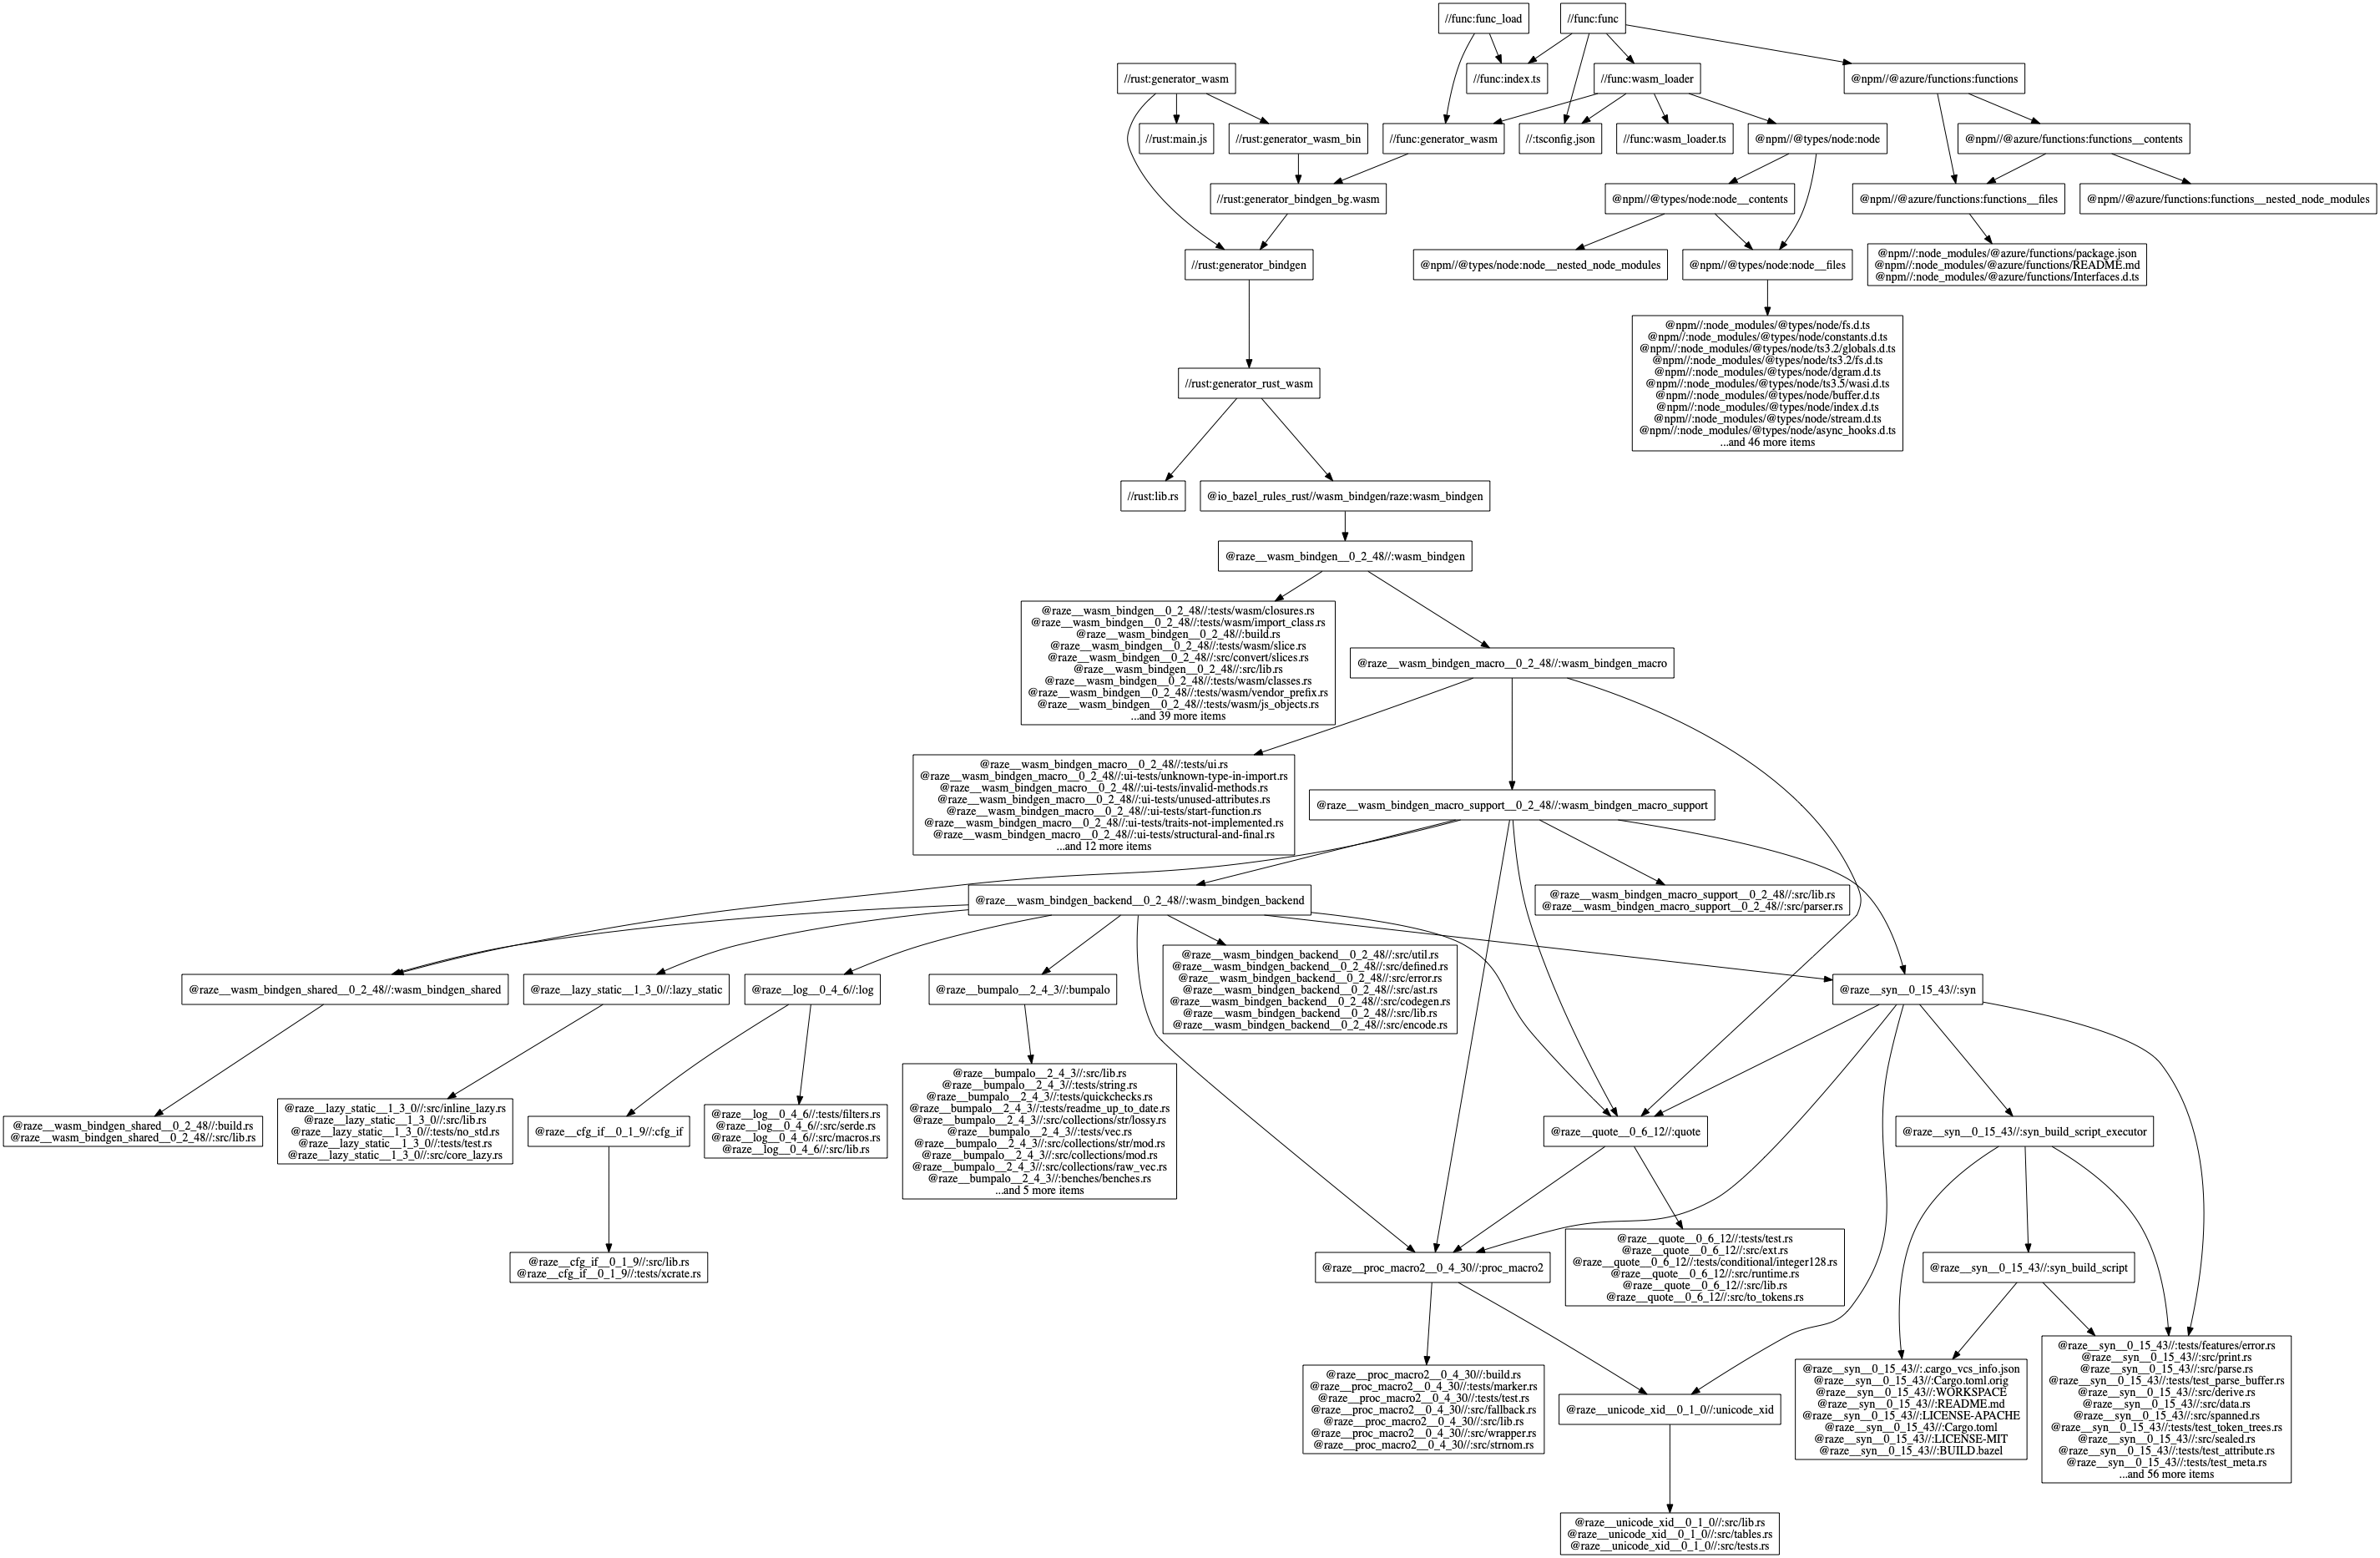 //func:func_load
//func:func
//rust:generator_wasm
//func:index.ts
//func:wasm_loader
@npm//@azure/functions:functions
//rust:main.js
//rust:generator_wasm_bin
//func:generator_wasm
//:tsconfig.json
//func:wasm_loader.ts
@npm//@types/node:node
@npm//@azure/functions:functions__contents
//rust:generator_bindgen_bg.wasm
@npm//@types/node:node__contents
@npm//@azure/functions:functions__files
@npm//@azure/functions:functions__nested_node_modules
//rust:generator_bindgen
@npm//@types/node:node__nested_node_modules
@npm//@types/node:node__files
@npm//:node_modules/@azure/functions/package.json
@npm//:node_modules/@azure/functions/README.md
@npm//:node_modules/@azure/functions/Interfaces.d.ts
//rust:generator_rust_wasm
@npm//:node_modules/@types/node/fs.d.ts
@npm//:node_modules/@types/node/constants.d.ts
@npm//:node_modules/@types/node/ts3.2/globals.d.ts
@npm//:node_modules/@types/node/ts3.2/fs.d.ts
@npm//:node_modules/@types/node/dgram.d.ts
@npm//:node_modules/@types/node/ts3.5/wasi.d.ts
@npm//:node_modules/@types/node/buffer.d.ts
@npm//:node_modules/@types/node/index.d.ts
@npm//:node_modules/@types/node/stream.d.ts
@npm//:node_modules/@types/node/async_hooks.d.ts
...and 46 more items
//rust:lib.rs
@io_bazel_rules_rust//wasm_bindgen/raze:wasm_bindgen
@raze__wasm_bindgen__0_2_48//:wasm_bindgen
@raze__wasm_bindgen__0_2_48//:tests/wasm/closures.rs
@raze__wasm_bindgen__0_2_48//:tests/wasm/import_class.rs
@raze__wasm_bindgen__0_2_48//:build.rs
@raze__wasm_bindgen__0_2_48//:tests/wasm/slice.rs
@raze__wasm_bindgen__0_2_48//:src/convert/slices.rs
@raze__wasm_bindgen__0_2_48//:src/lib.rs
@raze__wasm_bindgen__0_2_48//:tests/wasm/classes.rs
@raze__wasm_bindgen__0_2_48//:tests/wasm/vendor_prefix.rs
@raze__wasm_bindgen__0_2_48//:tests/wasm/js_objects.rs
...and 39 more items
@raze__wasm_bindgen_macro__0_2_48//:wasm_bindgen_macro
@raze__wasm_bindgen_macro__0_2_48//:tests/ui.rs
@raze__wasm_bindgen_macro__0_2_48//:ui-tests/unknown-type-in-import.rs
@raze__wasm_bindgen_macro__0_2_48//:ui-tests/invalid-methods.rs
@raze__wasm_bindgen_macro__0_2_48//:ui-tests/unused-attributes.rs
@raze__wasm_bindgen_macro__0_2_48//:ui-tests/start-function.rs
@raze__wasm_bindgen_macro__0_2_48//:ui-tests/traits-not-implemented.rs
@raze__wasm_bindgen_macro__0_2_48//:ui-tests/structural-and-final.rs
...and 12 more items
@raze__wasm_bindgen_macro_support__0_2_48//:wasm_bindgen_macro_support
@raze__wasm_bindgen_backend__0_2_48//:wasm_bindgen_backend
@raze__wasm_bindgen_macro_support__0_2_48//:src/lib.rs
@raze__wasm_bindgen_macro_support__0_2_48//:src/parser.rs
@raze__wasm_bindgen_shared__0_2_48//:wasm_bindgen_shared
@raze__lazy_static__1_3_0//:lazy_static
@raze__log__0_4_6//:log
@raze__bumpalo__2_4_3//:bumpalo
@raze__wasm_bindgen_backend__0_2_48//:src/util.rs
@raze__wasm_bindgen_backend__0_2_48//:src/defined.rs
@raze__wasm_bindgen_backend__0_2_48//:src/error.rs
@raze__wasm_bindgen_backend__0_2_48//:src/ast.rs
@raze__wasm_bindgen_backend__0_2_48//:src/codegen.rs
@raze__wasm_bindgen_backend__0_2_48//:src/lib.rs
@raze__wasm_bindgen_backend__0_2_48//:src/encode.rs
@raze__syn__0_15_43//:syn
@raze__wasm_bindgen_shared__0_2_48//:build.rs
@raze__wasm_bindgen_shared__0_2_48//:src/lib.rs
@raze__lazy_static__1_3_0//:src/inline_lazy.rs
@raze__lazy_static__1_3_0//:src/lib.rs
@raze__lazy_static__1_3_0//:tests/no_std.rs
@raze__lazy_static__1_3_0//:tests/test.rs
@raze__lazy_static__1_3_0//:src/core_lazy.rs
@raze__cfg_if__0_1_9//:cfg_if
@raze__log__0_4_6//:tests/filters.rs
@raze__log__0_4_6//:src/serde.rs
@raze__log__0_4_6//:src/macros.rs
@raze__log__0_4_6//:src/lib.rs
@raze__bumpalo__2_4_3//:src/lib.rs
@raze__bumpalo__2_4_3//:tests/string.rs
@raze__bumpalo__2_4_3//:tests/quickchecks.rs
@raze__bumpalo__2_4_3//:tests/readme_up_to_date.rs
@raze__bumpalo__2_4_3//:src/collections/str/lossy.rs
@raze__bumpalo__2_4_3//:tests/vec.rs
@raze__bumpalo__2_4_3//:src/collections/str/mod.rs
@raze__bumpalo__2_4_3//:src/collections/mod.rs
@raze__bumpalo__2_4_3//:src/collections/raw_vec.rs
@raze__bumpalo__2_4_3//:benches/benches.rs
...and 5 more items
@raze__quote__0_6_12//:quote
@raze__syn__0_15_43//:syn_build_script_executor
@raze__cfg_if__0_1_9//:src/lib.rs
@raze__cfg_if__0_1_9//:tests/xcrate.rs
@raze__proc_macro2__0_4_30//:proc_macro2
@raze__quote__0_6_12//:tests/test.rs
@raze__quote__0_6_12//:src/ext.rs
@raze__quote__0_6_12//:tests/conditional/integer128.rs
@raze__quote__0_6_12//:src/runtime.rs
@raze__quote__0_6_12//:src/lib.rs
@raze__quote__0_6_12//:src/to_tokens.rs
@raze__syn__0_15_43//:syn_build_script
@raze__proc_macro2__0_4_30//:build.rs
@raze__proc_macro2__0_4_30//:tests/marker.rs
@raze__proc_macro2__0_4_30//:tests/test.rs
@raze__proc_macro2__0_4_30//:src/fallback.rs
@raze__proc_macro2__0_4_30//:src/lib.rs
@raze__proc_macro2__0_4_30//:src/wrapper.rs
@raze__proc_macro2__0_4_30//:src/strnom.rs
@raze__unicode_xid__0_1_0//:unicode_xid
@raze__syn__0_15_43//:.cargo_vcs_info.json
@raze__syn__0_15_43//:Cargo.toml.orig
@raze__syn__0_15_43//:WORKSPACE
@raze__syn__0_15_43//:README.md
@raze__syn__0_15_43//:LICENSE-APACHE
@raze__syn__0_15_43//:Cargo.toml
@raze__syn__0_15_43//:LICENSE-MIT
@raze__syn__0_15_43//:BUILD.bazel
@raze__syn__0_15_43//:tests/features/error.rs
@raze__syn__0_15_43//:src/print.rs
@raze__syn__0_15_43//:src/parse.rs
@raze__syn__0_15_43//:tests/test_parse_buffer.rs
@raze__syn__0_15_43//:src/derive.rs
@raze__syn__0_15_43//:src/data.rs
@raze__syn__0_15_43//:src/spanned.rs
@raze__syn__0_15_43//:tests/test_token_trees.rs
@raze__syn__0_15_43//:src/sealed.rs
@raze__syn__0_15_43//:tests/test_attribute.rs
@raze__syn__0_15_43//:tests/test_meta.rs
...and 56 more items
@raze__unicode_xid__0_1_0//:src/lib.rs
@raze__unicode_xid__0_1_0//:src/tables.rs
@raze__unicode_xid__0_1_0//:src/tests.rs